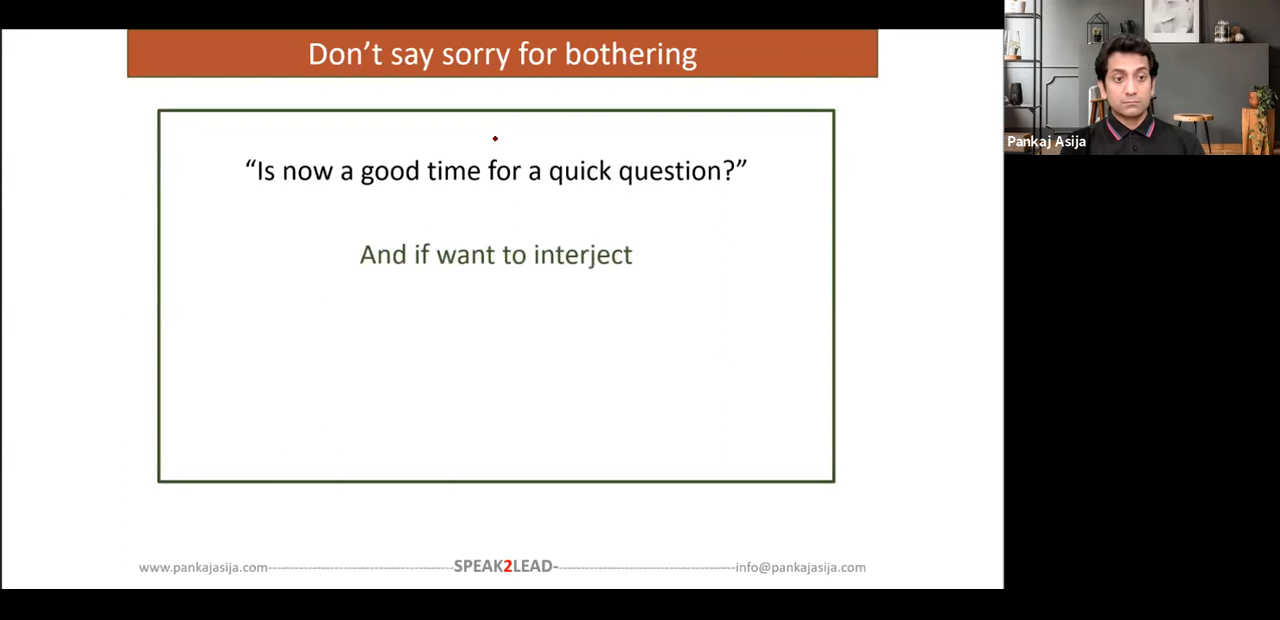 Don’t say sorry for bothering
Pankaj Asija
“Is now a good time for a quick question?”
And if want to interject
www.pankajasija.com------------------------------------------SPEAK2LEAD-----------------------------------------info@pankajasija.com